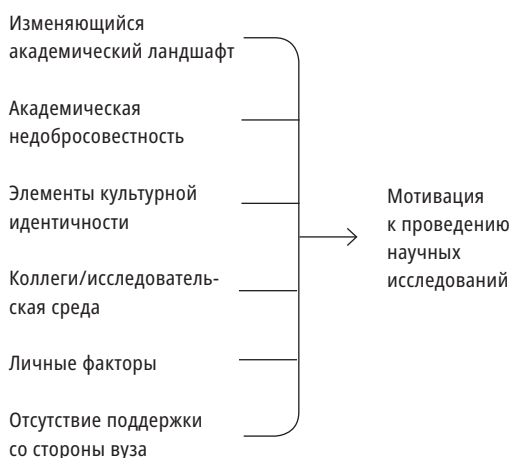 Изменяющийся
академический ландшафт
Академическая
недобросовестность
Элементы культурной
идентичности
Коллеги/исследователь-
ская среда
Личные факторы
Отсутствие поддержки
со стороны вуза
Мотивация
к проведению
научных
исследований